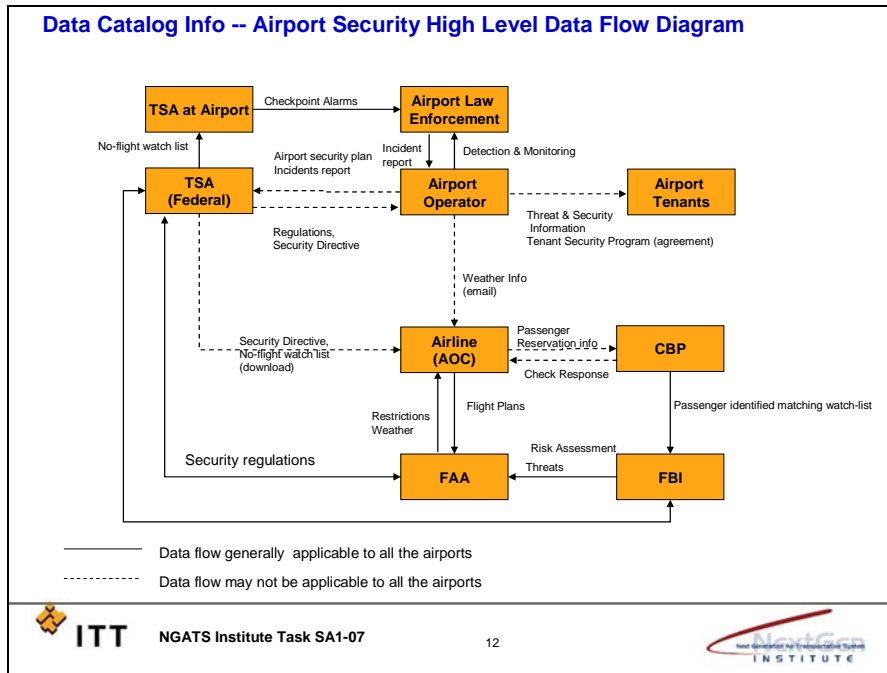 Data Catalog Info -- Airport Security High Level Data Flow Diagram
TSA at Airport
Checkpoint Alarms
Airport Law
Enforcement
No-flight watch list
Airport security plan
Incidents report
Incident
report
Detection & Monitoring
TSA
(Federal)
Airport
Operator
Airport
Tenants
Regulations,
Security Directive
Threat & Security
Information
Tenant Security Program (agreement)
Weather Info
(email)
Security Directive,
No-flight watch list
(download)
Airline
(AOC)
Passenger
Reservation info
Check Response
CBP
Restrictions
Weather
Flight Plans
Passenger identified matching watch-list
Security regulations
FAA
Risk Assessment
Threats
FBI
Data flow generally applicable to all the airports
Data flow may not be applicable to all the airports
ITT
NGATS Institute Task SA1-07
12
NextGen
Next Generation Air Transportation System
INSTITUTE